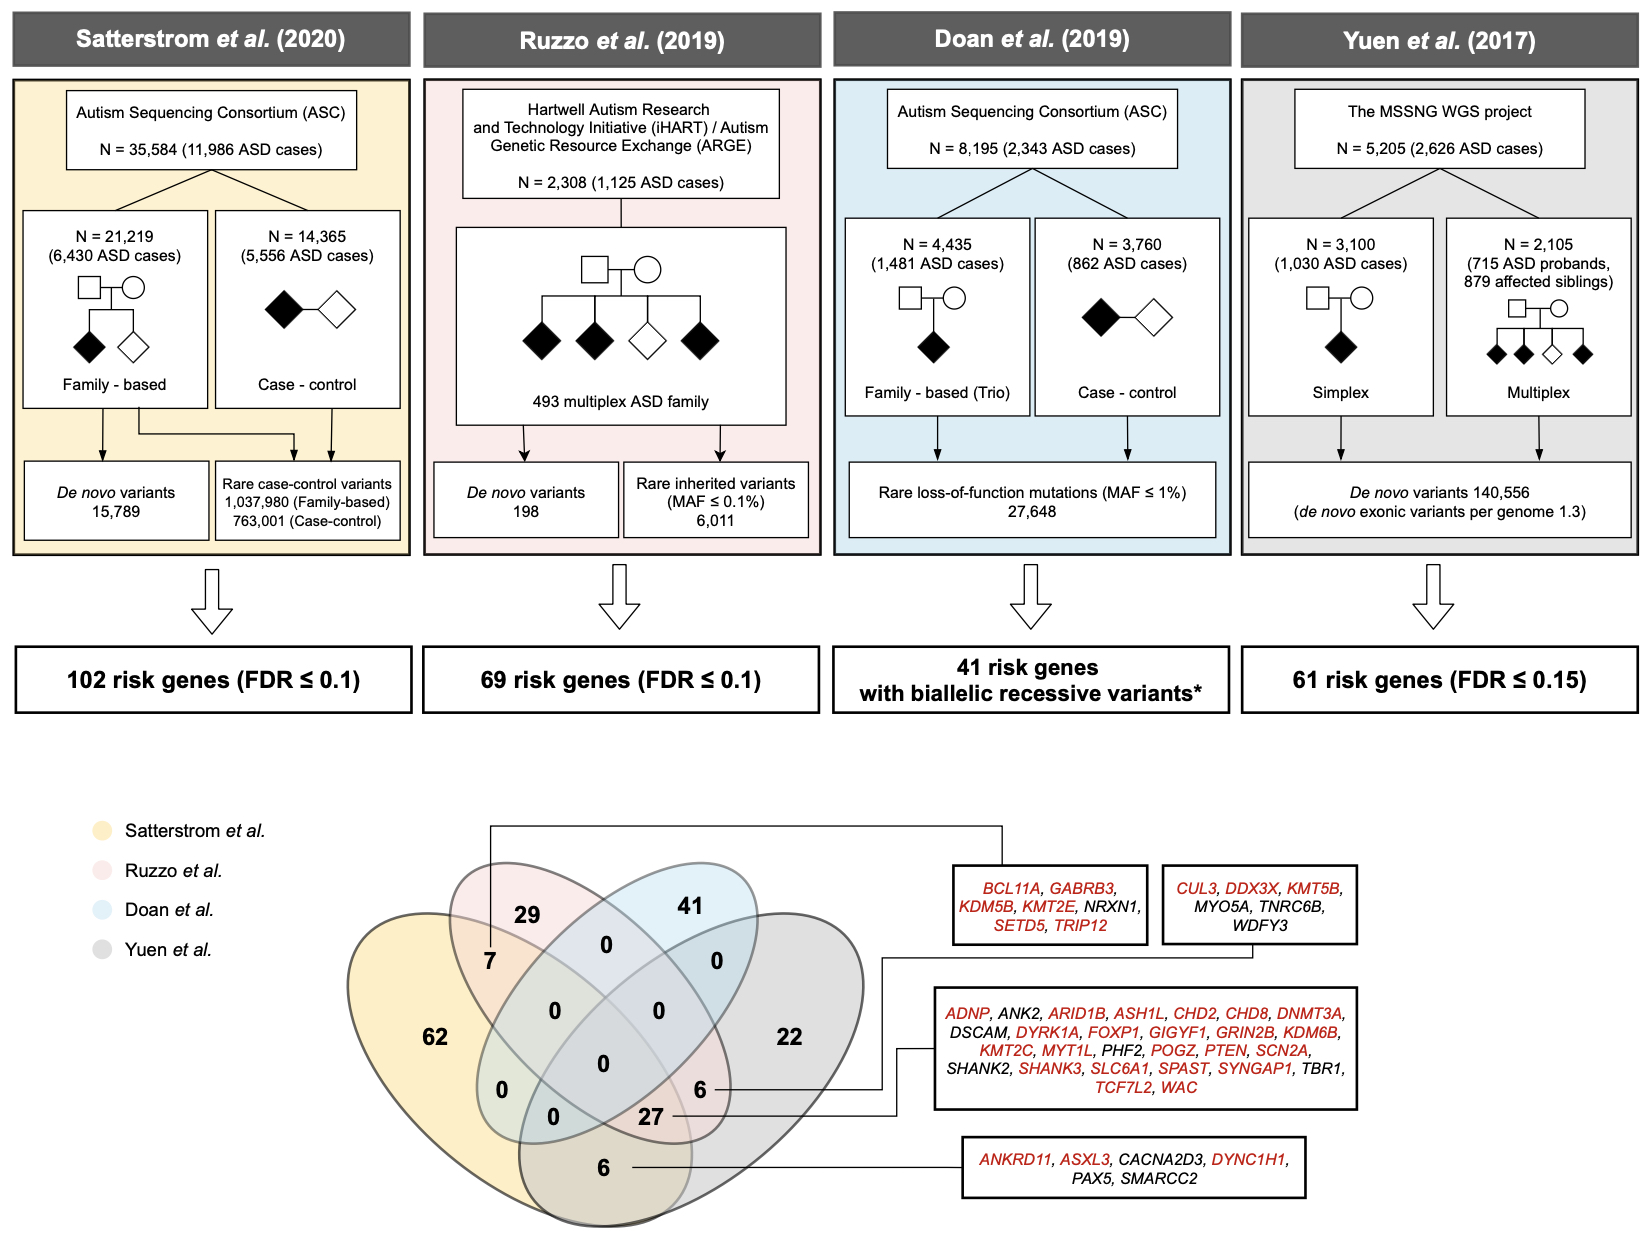 Satterstrom et al. (2020)
Autism Sequencing Consortium (ASC)
N = 35,584 (11,986 ASD cases)
N = 21,219
(6,430 ASD cases)
Family - based
N = 14,365
(5,556 ASD cases)
Case - control
De novo variants
15,789
Rare case-control variants
1,037,980 (Family-based)
763,001 (Case-control)
102 risk genes (FDR ≤ 0.1)
Ruzzo et al. (2019)
Hartwell Autism Research
and Technology Initiative (iHART) / Autism
Genetic Resource Exchange (ARGE)
N = 2,308 (1,125 ASD cases)
493 multiplex ASD family
De novo variants
198
Rare inherited variants
(MAF ≤ 0.1%)
6,011
69 risk genes (FDR ≤ 0.1)
Doan et al. (2019)
Autism Sequencing Consortium (ASC)
N = 8,195 (2,343 ASD cases)
N = 4,435
(1,481 ASD cases)
Family - based (Trio)
N = 3,760
(862 ASD cases)
Case - control
Rare loss-of-function mutations (MAF ≤ 1%)
27,648
41 risk genes
with biallelic recessive variants*
Yuen et al. (2017)
The MSSNG WGS project
N = 5,205 (2,626 ASD cases)
N = 3,100
(1,030 ASD cases)
Simplex
N = 2,105
(715 ASD probands,
879 affected siblings)
Multiplex
De novo variants 140,556
(de novo exonic variants per genome 1.3)
61 risk genes (FDR ≤ 0.15)
Satterstrom et al.
Ruzzo et al.
Doan et al.
Yuen et al.
29
41
7
0
0
0
0
62
22
0
0
6
0
27
6
BCL11A, GABRB3,
KDM5B, KMT2E, NRXN1,
SETD5, TRIP12
CUL3, DDX3X, KMT5B,
MYO5A, TNRC6B,
WDFY3
ADNP, ANK2, ARID1B, ASH1L, CHD2, CHD8, DNMT3A,
DSCAM, DYRK1A, FOXP1, GIGYF1, GRIN2B, KDM6B,
KMT2C, MYT1L, PHF2, POGZ, PTEN, SCN2A,
SHANK2, SHANK3, SLC6A1, SPAST, SYNGAP1, TBR1,
TCF7L2, WAC
ANKRD11, ASXL3, CACNA2D3, DYNC1H1,
PAX5, SMARCC2